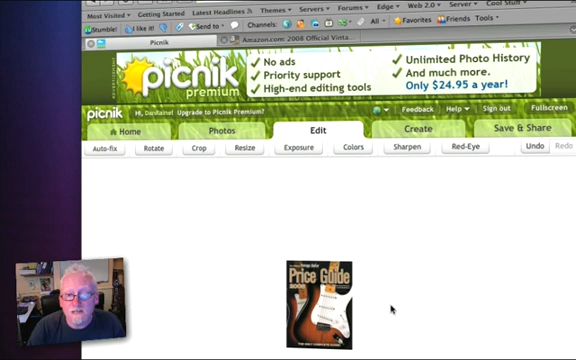 Most Visited Getting Started Latest Headlines Themes Servers Forums Edge Web 2.0 Server Cool Stuff
Stumble! I like it! Send to Channels: All Favorites Friends Tools
Picnik Amazon.com: 2008 Official Vinta...
ADVERTISEMENT
picnik
premium
✓ No ads
✓ Priority support
✓ High-end editing tools
✓ Unlimited Photo History
✓ And much more.
Only $24.95 a year!
picnik Hi, Upgrade to Picnik Premium? Feedback Help Sign out Fullscreen
Home Photos Edit Create Save & Share
Auto-fix Rotate Crop Resize Exposure Colors Sharpen Red-Eye Undo Redo
Price Guide
2008